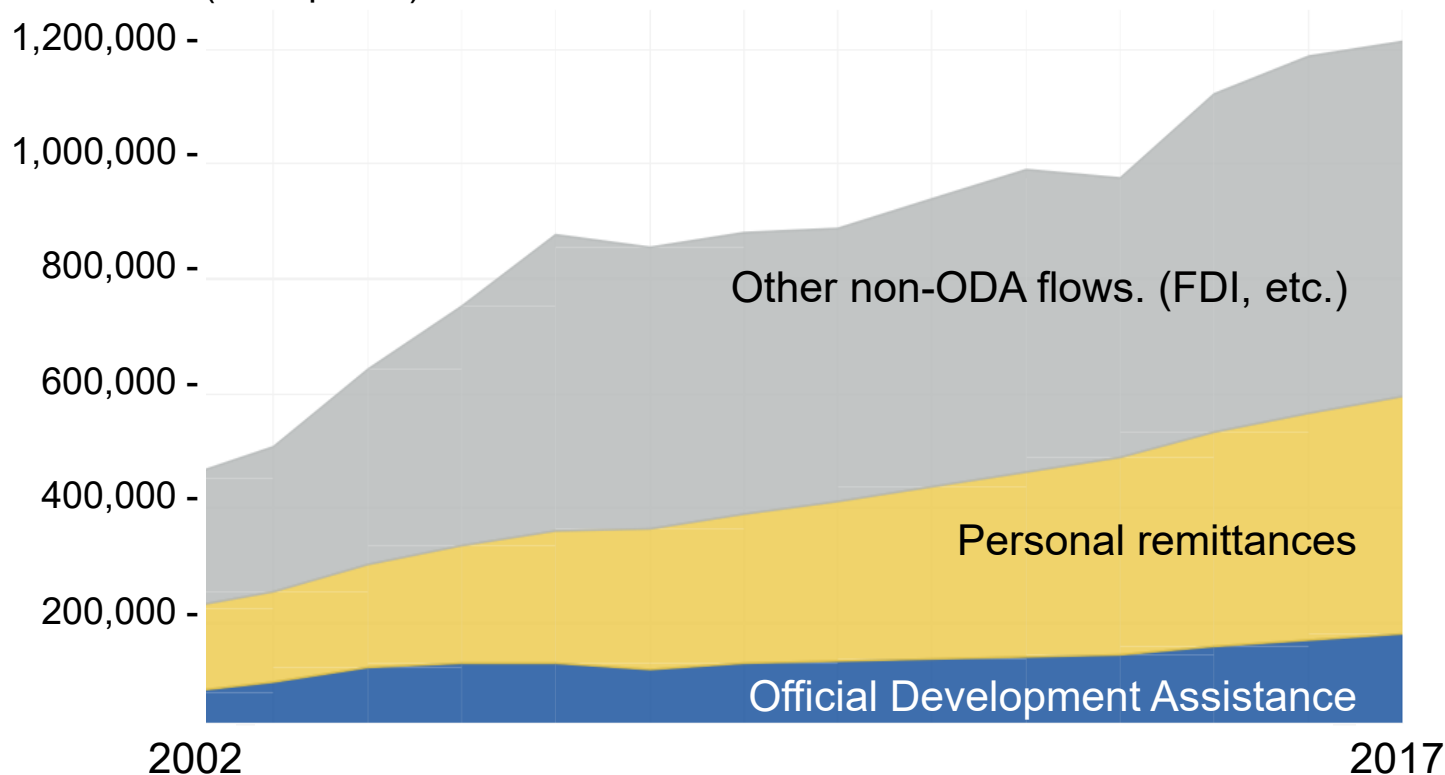 1,200,000 -
1,000,000 -
800,000 -
Other non-ODA flows. (FDI, etc.)
600,000 -
400,000 -
Personal remittances
200,000 -
Official Development Assistance
2002
2017